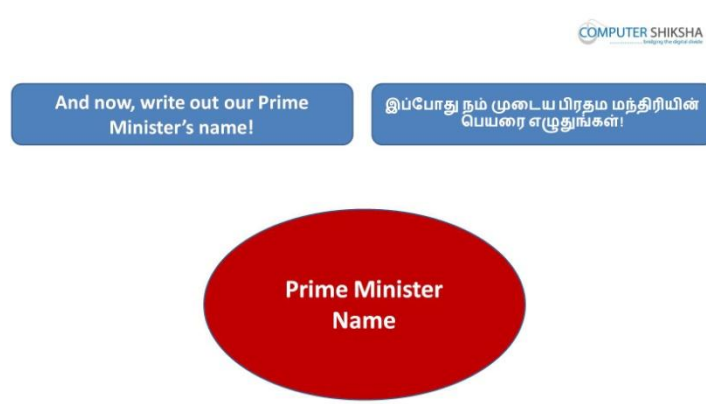 COMPUTER SHIKSHA
bridging the digital divide
And now, write out our Prime
Minister's name!
இப்போது நம் முடைய பிரதம மந்திரியின்
பெயரை எழுதுங்கள்!
Prime Minister
Name